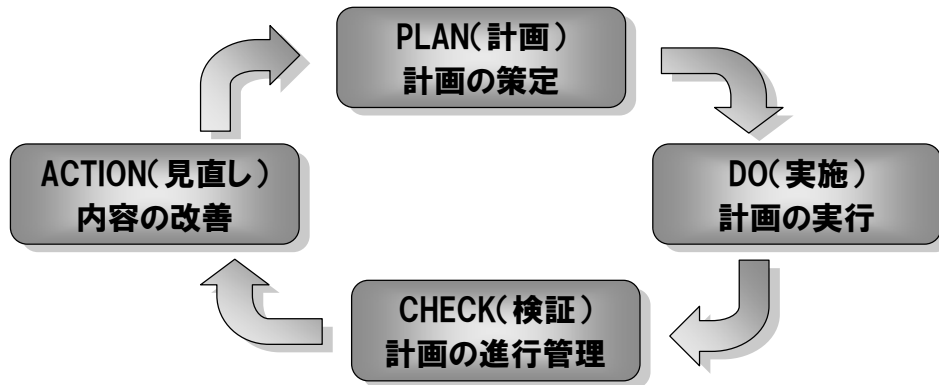 PLAN(計画)
計画の策定
DO(実施)
計画の実行
CHECK(検証)
計画の進行管理
ACTION(見直し)
内容の改善